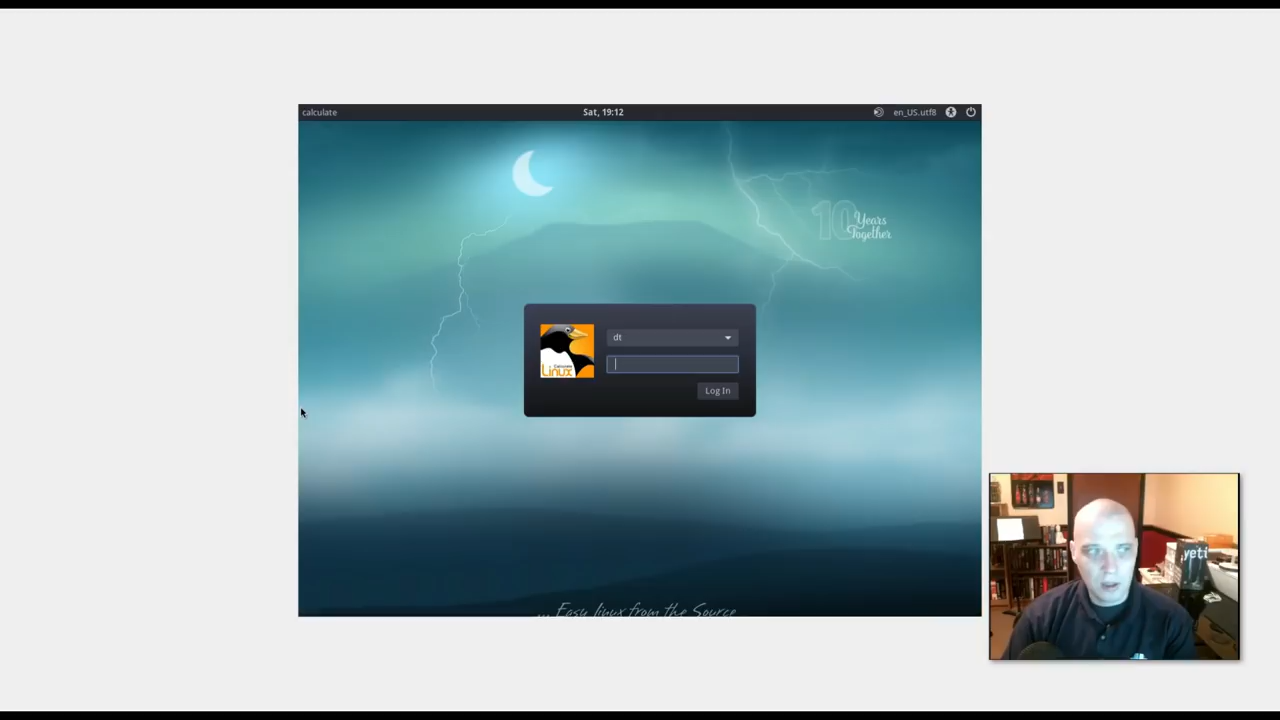 calculate
Sat, 19:12
en_US.utf8
10 Years
Together
dt
Calculate
Linux
Log In
... Easy linux from the Source
yeti